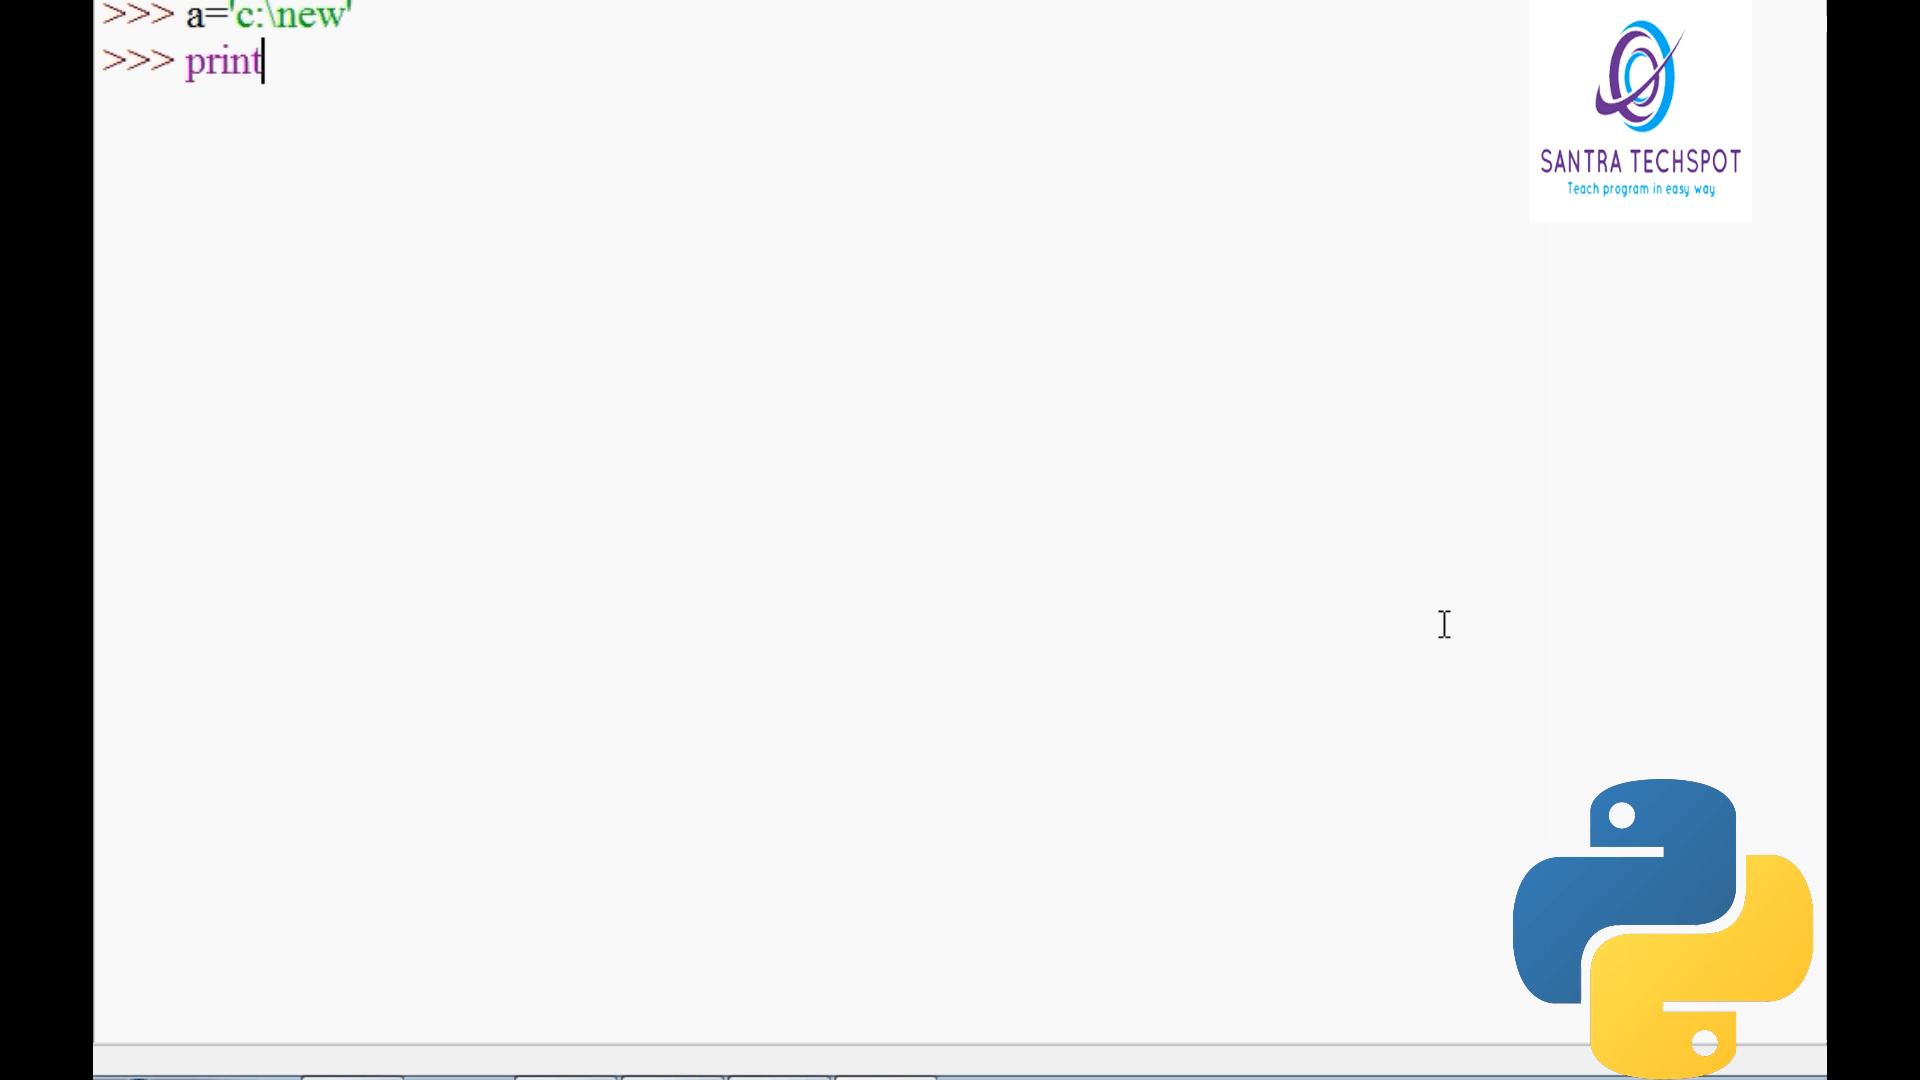 >>> a='c:\new'
>>> print
SANTRA TECHSPOT
Teach program in easy way